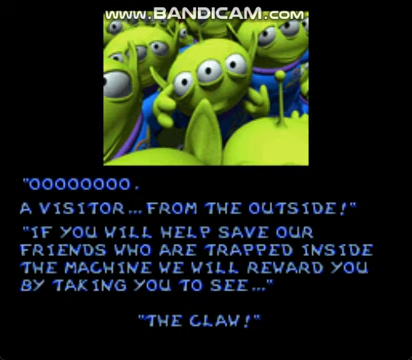 www.BANDICAM.com
"OOOOOOOO.
A VISITOR...FROM THE OUTSIDE!"
"IF YOU WILL HELP SAVE OUR
FRIENDS WHO ARE TRAPPED INSIDE
THE MACHINE WE WILL REWARD YOU
BY TAKING YOU TO SEE..."
"THE CLAW!"